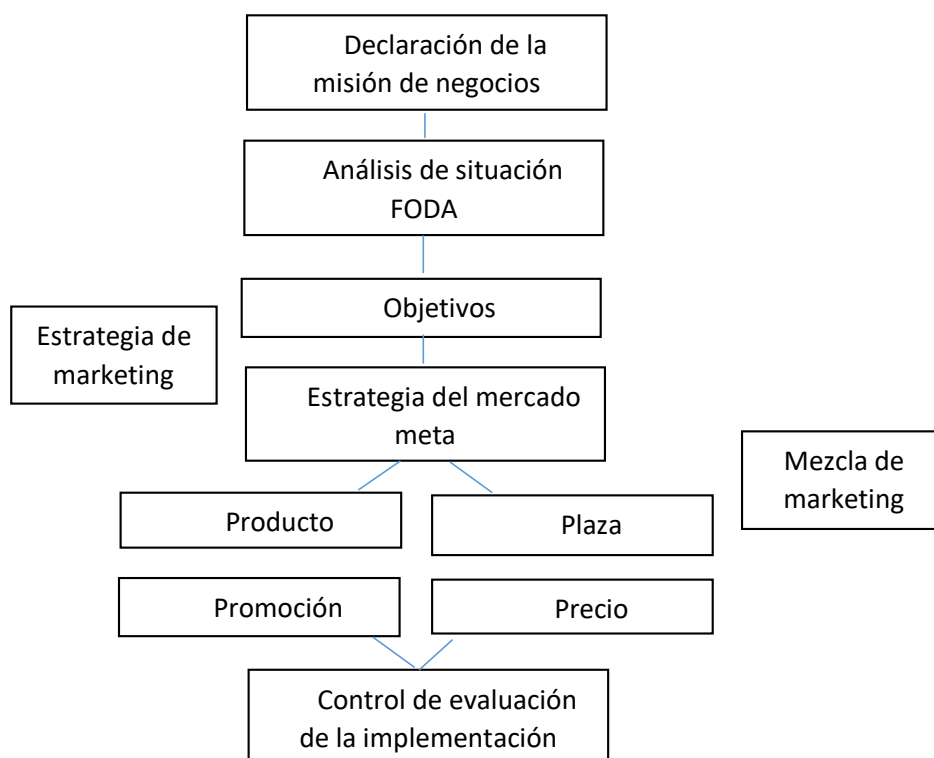 Declaración de la
misión de negocios
Análisis de situación
FODA
Objetivos
Estrategia de
marketing
Estrategia del mercado
meta
Mezcla de
marketing
Producto
Plaza
Promoción
Precio
Control de evaluación
de la implementación